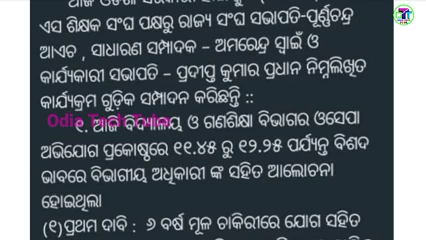 ଏସ ଶିକ୍ଷକ ସଂଘ ପକ୍ଷରୁ ରାଜ୍ୟ ସଂଘ ସଭାପତି-ପୂର୍ଣ୍ଣଚନ୍ଦ୍ର
ଆଏଚ , ସାଧାରଣ ସମ୍ପାଦକ – ଅମରେନ୍ଦ୍ର ସ୍ୱାଇଁ ଓ
କାର୍ଯ୍ୟକାରୀ ସଭାପତି – ପ୍ରଦୀପ୍ତ କୁମାର ପ୍ରଧାନ ନିମ୍ନଲିଖିତ
କାର୍ଯ୍ୟକ୍ରମ ଗୁଡ଼ିକ ସମ୍ପାଦନ କରିଛନ୍ତି ::
୧. ଆଜି ବିଦ୍ୟାଳୟ ଓ ଗଣଶିକ୍ଷା ବିଭାଗର ଓସେପା
ଅଭିଯୋଗ ପ୍ରକୋଷ୍ଠରେ ୧୧.୪୫ ରୁ ୧୨.୨୫ ପର୍ଯ୍ୟନ୍ତ ବିଶଦ
ଭାବରେ ବିଭାଗୀୟ ଅଧିକାରୀ ଙ୍କ ସହିତ ଆଲୋଚନା
ହୋଇଥିଲା
(୧)ପ୍ରଥମ ଦାବି : ୬ ବର୍ଷ ମୂଳ ଚାକିରୀରେ ଯୋଗ ସହିତ